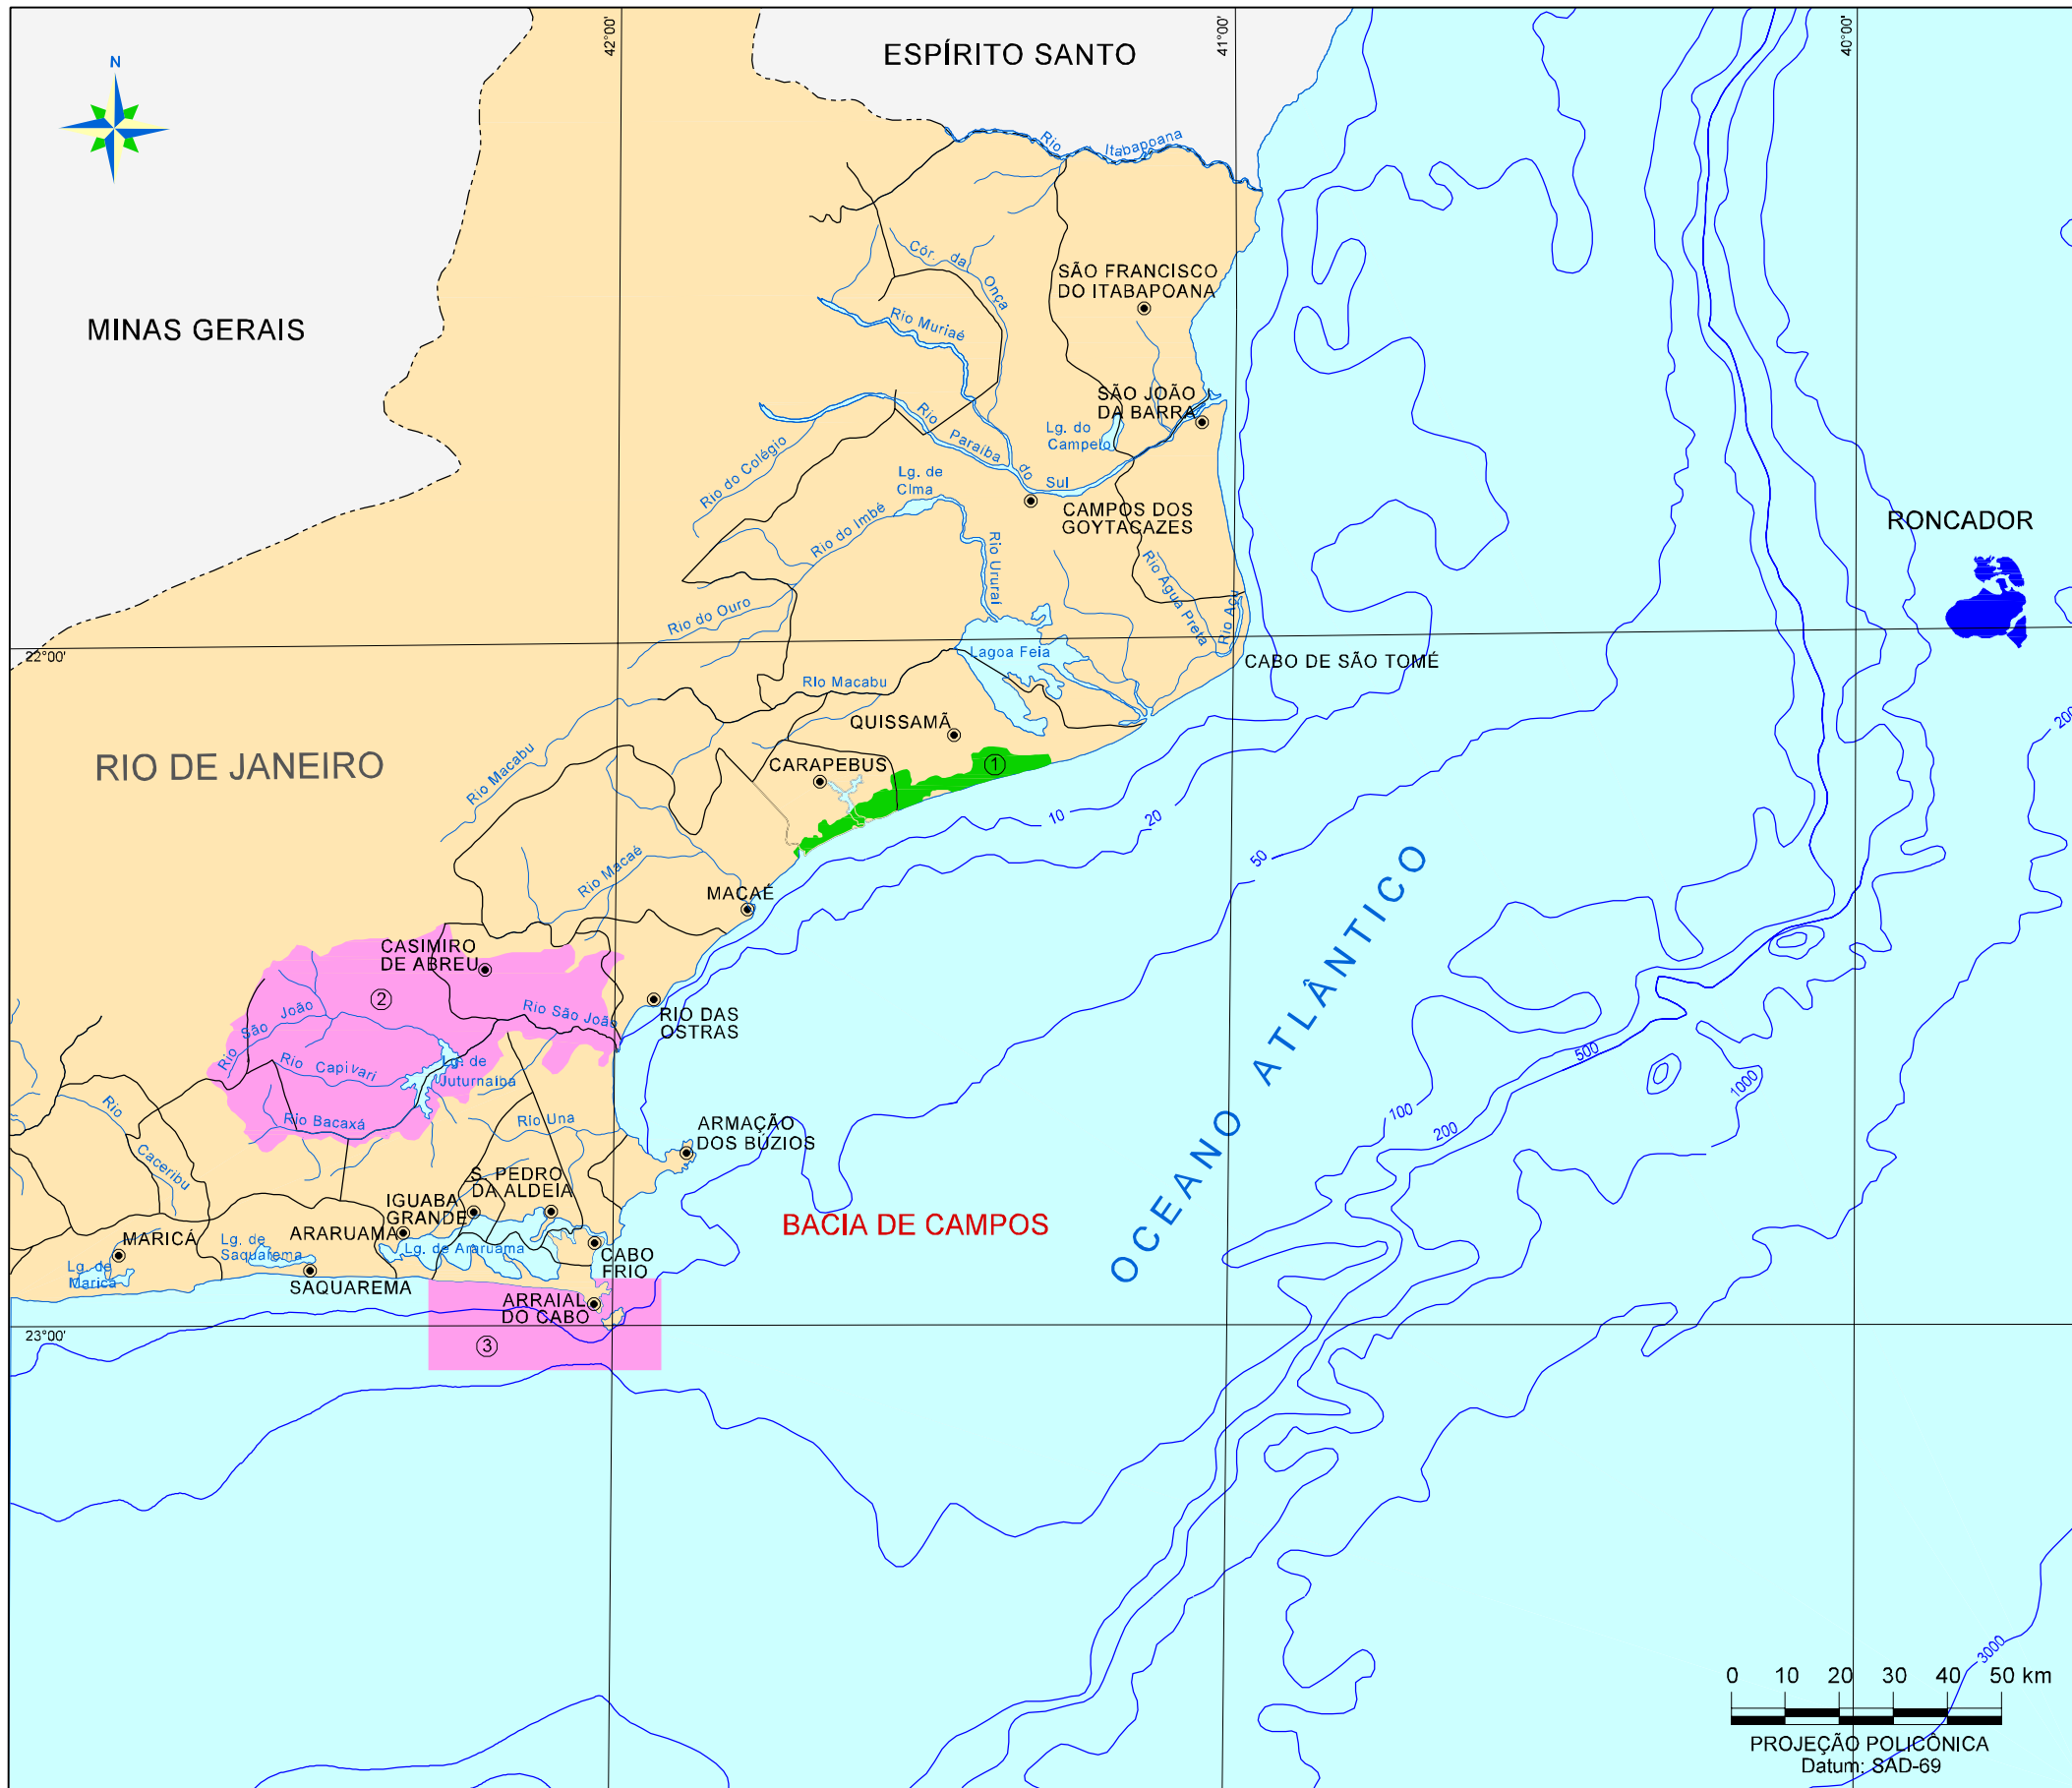 42°00'
41°00'
40°00'
N
ESPÍRITO SANTO
MINAS GERAIS
Rio Itabapoana
Cór. da Onça
SÃO FRANCISCO
DO ITABAPOANA
Rio Muriaé
SÃO JOÃO
DA BARRA
Lg. do
Campelo
Rio Paraíba do Sul
Rio do Colégio
Lg. de
CIma
CAMPOS DOS
GOYTACAZES
RONCADOR
Rio do Imbé
Rio Ururaí
Rio Água Preta
Rio Açú
Rio do Ouro
22°00'
Lagoa Feia
CABO DE SÃO TOMÉ
RIo Macabu
QUISSAMÃ
200
RIO DE JANEIRO
CARAPEBUS
1
Rio Macabu
10
20
50
Rio Macaé
MACAÉ
OCEANO ATLÂNTICO
CASIMIRO
DE ABREU
2
Rio São João
Rio São João
RIO DAS
OSTRAS
Rio Capivari
Lg. de
Juturnaíba
500
1000
100
200
Rio Bacaxá
Rio Una
Rio Caceribu
ARMAÇÃO
DOS BÚZIOS
S. PEDRO
DA ALDEIA
IGUABA
GRANDE
BACIA DE CAMPOS
ARARUAMA
MARICÁ
Lg. de
Saquarema
Lg. de Araruama
CABO
FRIO
Lg. de
Maricá
SAQUAREMA
ARRAIAL
DO CABO
23°00'
3
3000
0 10 20 30 40 50 km
PROJEÇÃO POLICÔNICA
Datum: SAD-69